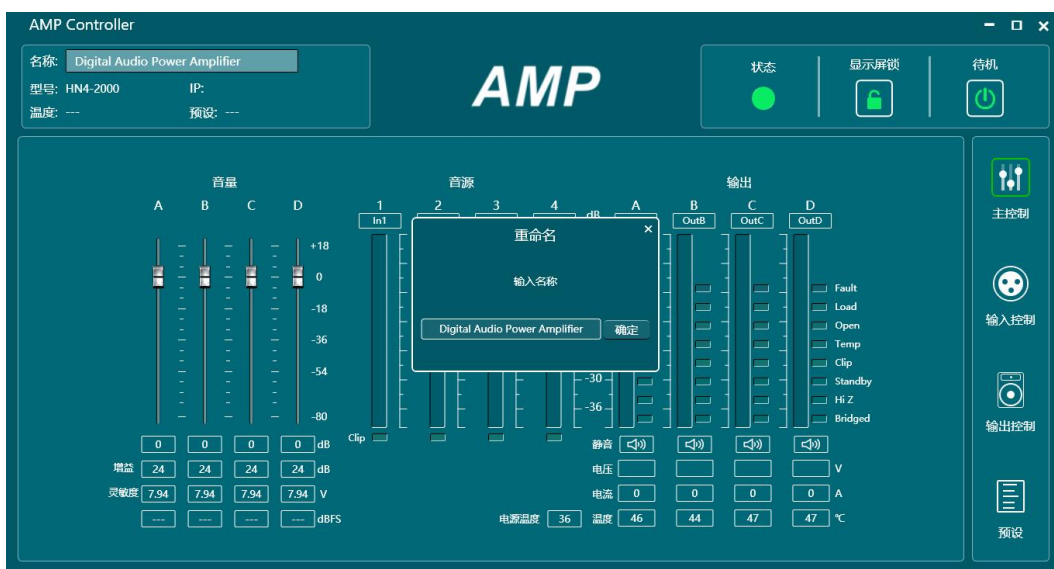 AMP Controller
名称: Digital Audio Power Amplifier
型号: HN4-2000 IP:
温度: --- 预设: ---
AMP
状态 显示屏锁 待机
音量 音源 输出
A B C D 1 2 3 4 dB A B C D
In1 OutB OutC OutD
重命名 ×
输入名称
Digital Audio Power Amplifier 确定
+18
0
-18
-36
-54
-80
-30
-36
Fault
Load
Open
Temp
Clip
Standby
Hi Z
Bridged
Clip
0 0 0 0 dB
增益 24 24 24 24 dB
灵敏度 7.94 7.94 7.94 7.94 V
--- --- --- --- dBFS
静音
电压 V
电流 0 0 0 0 A
电源温度 36 温度 46 44 47 47 ℃
主控制
输入控制
输出控制
预设